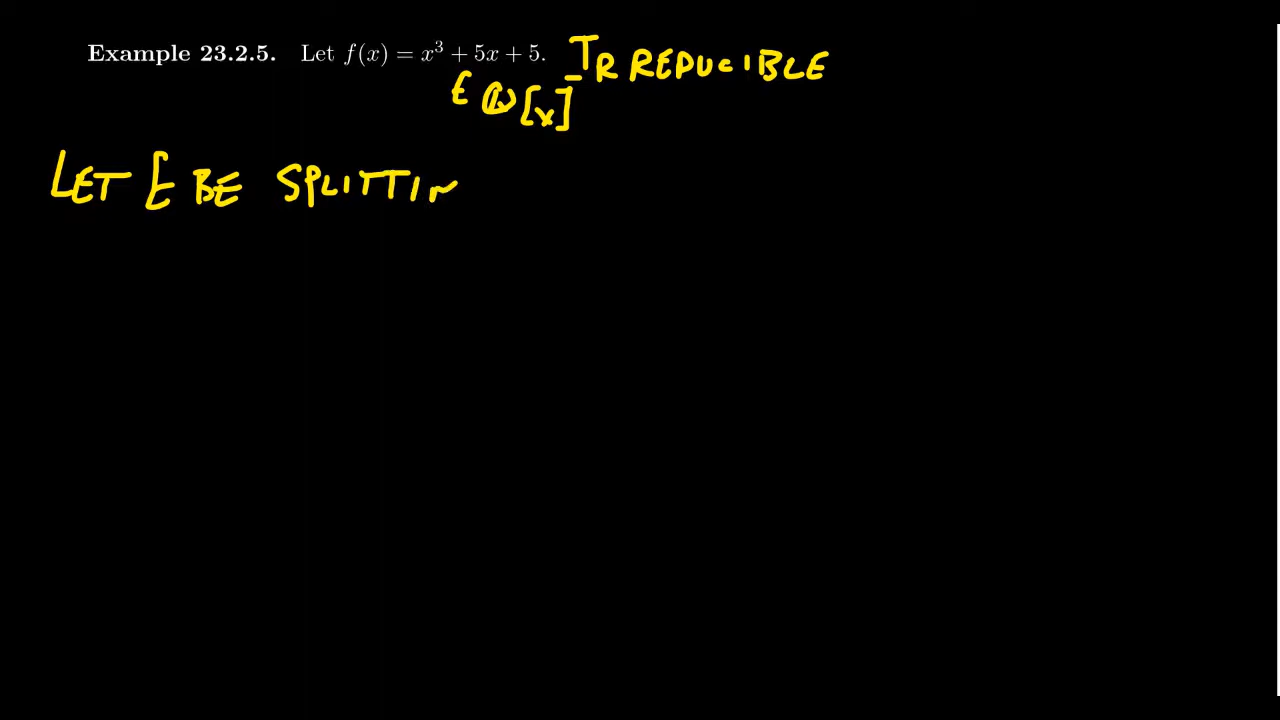 Example 23.2.5. Let f(x) = x³ + 5x + 5. IRREDUCIBLE
∈ ℚ[x]
LET E BE SPLITTIN